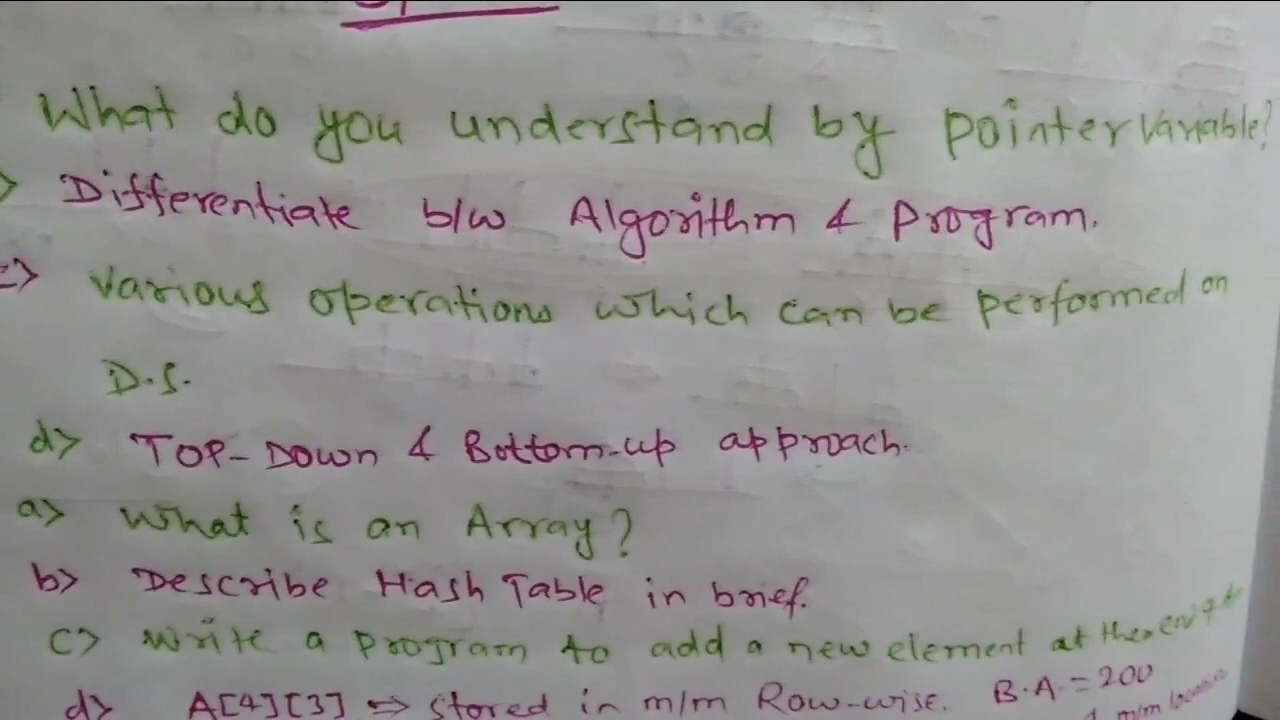 What do you understand by pointer variable?
> Differentiate b/w Algorithm & Program.
c> Various operations which can be performed on
D.S.
d> TOP-DOWN & Bottom-up approach.
a> What is an Array?
b> Describe Hash Table in brief.
c> Write a program to add a new element at the
d> A[4][3] ⇒ stored in m/m Row-wise. B.A. = 200
m/m location